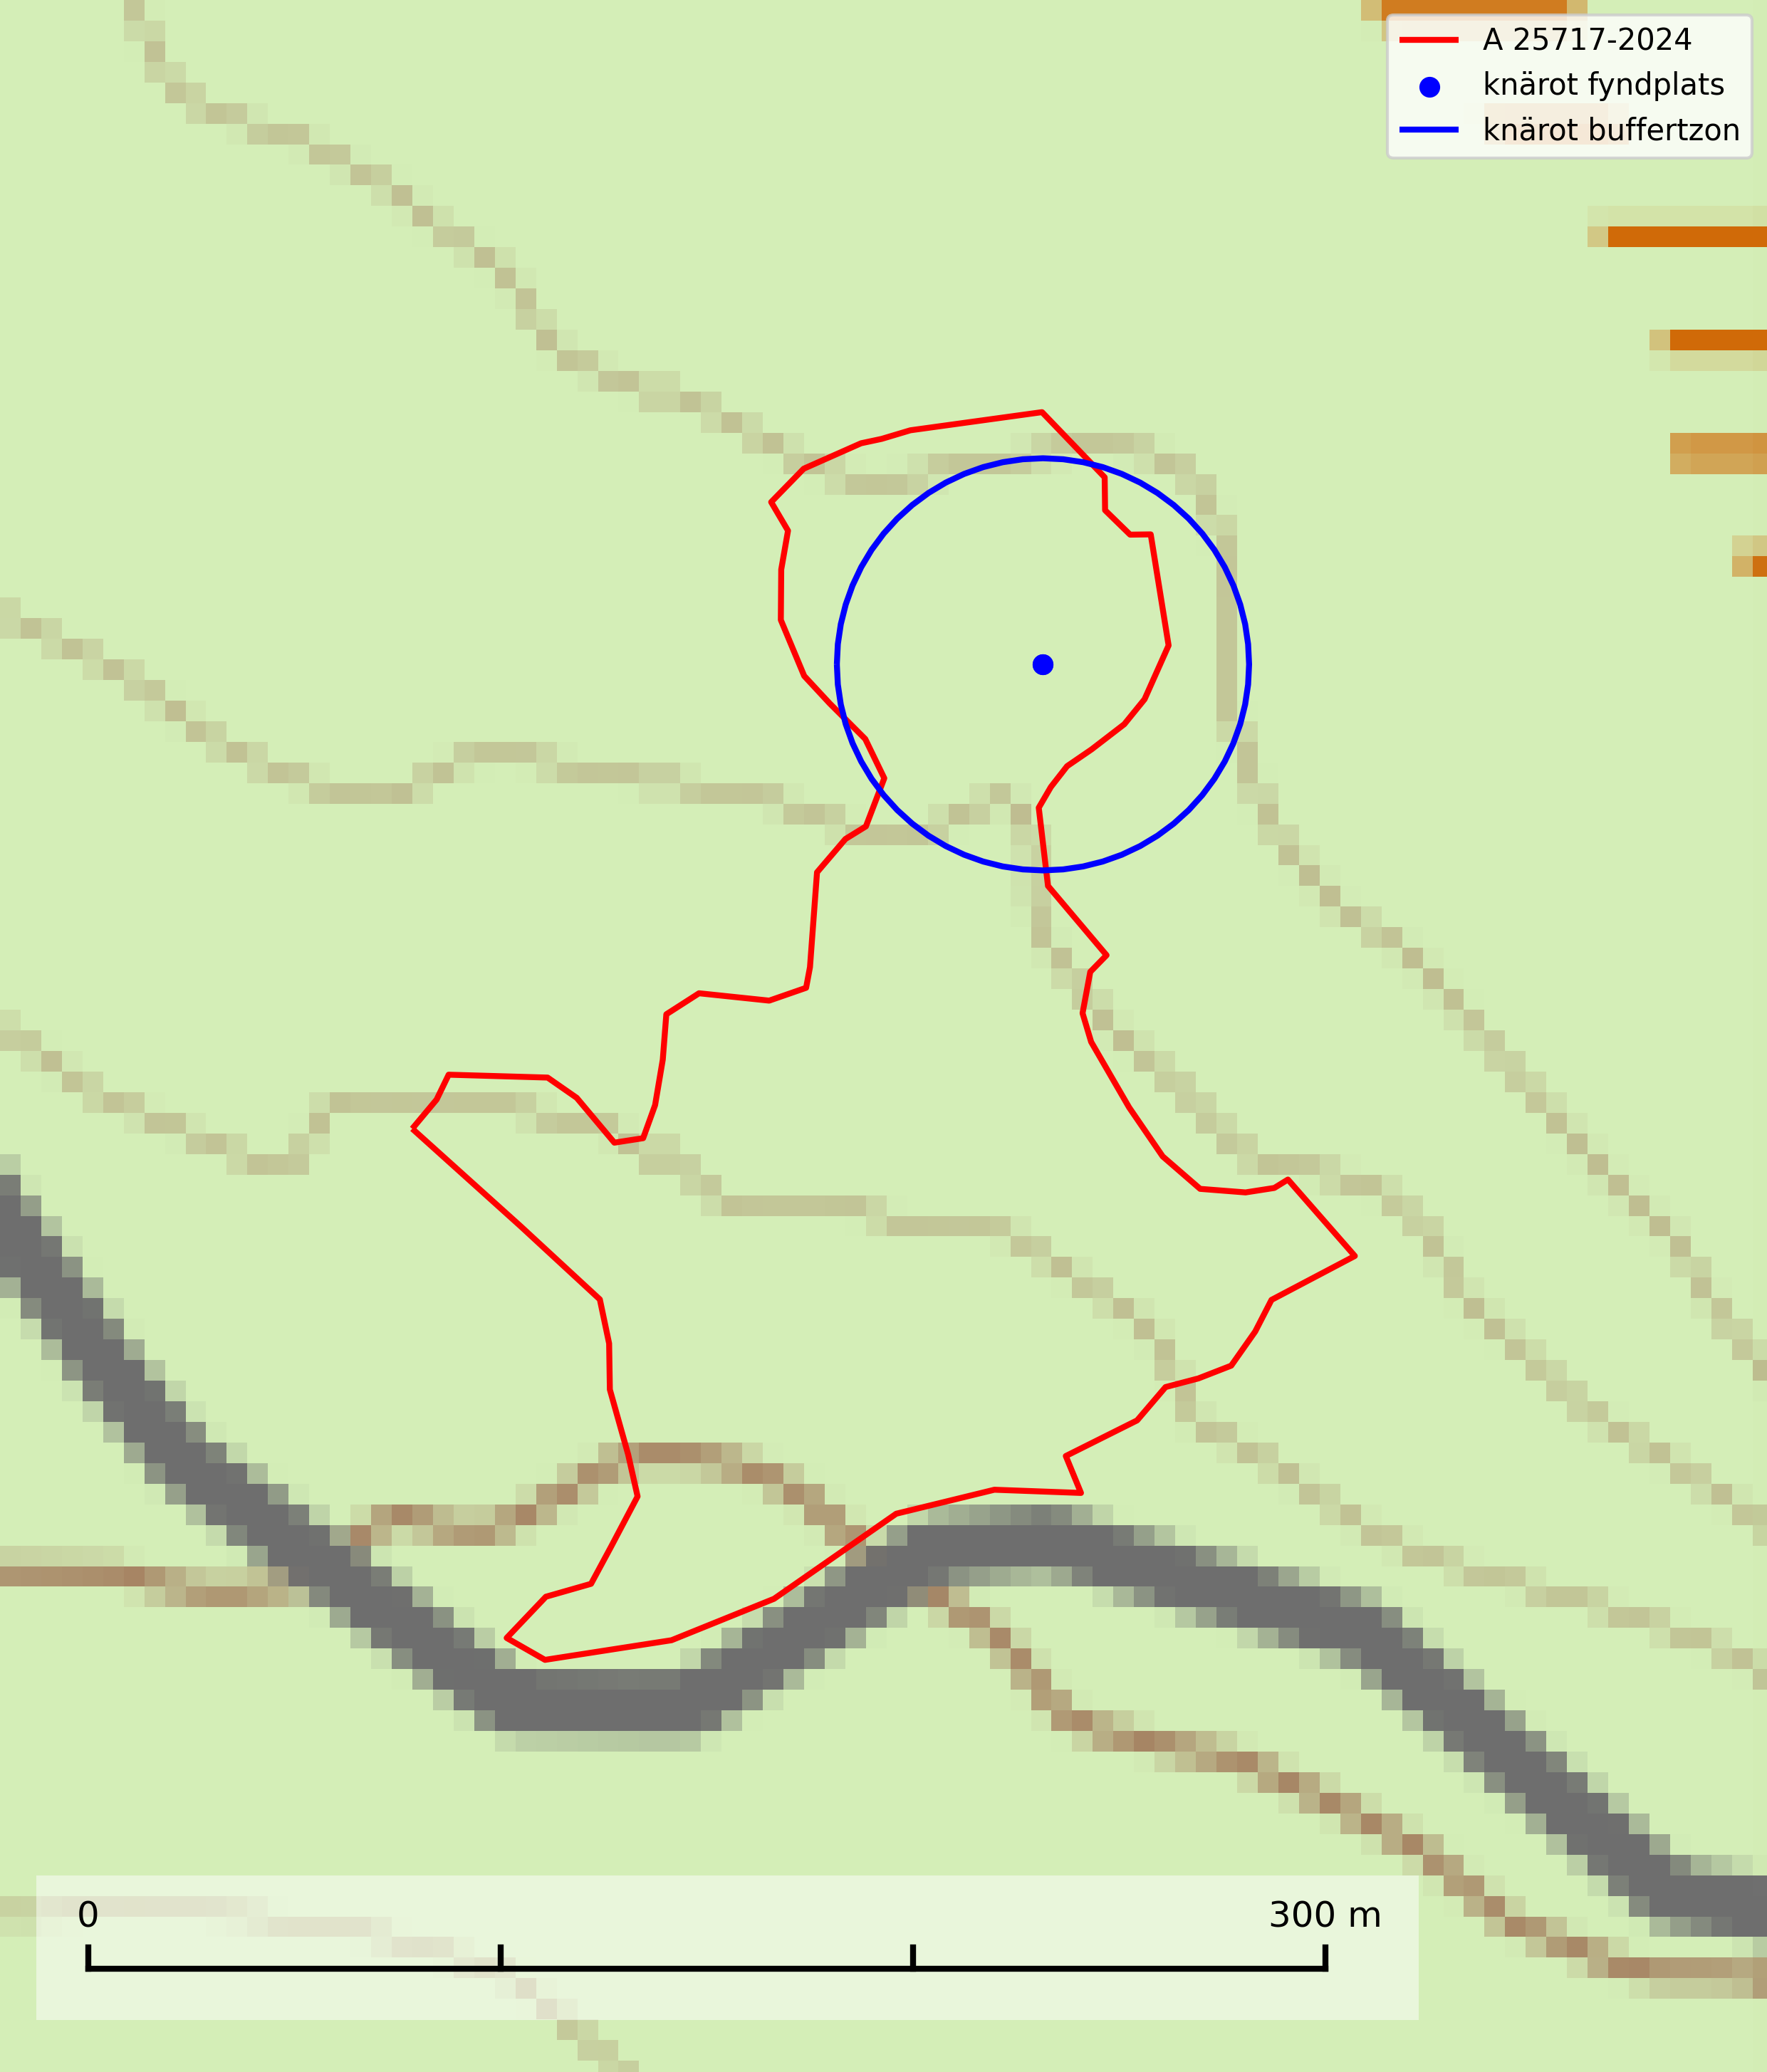 A 25717-2024
knärot fyndplats
knärot buffertzon
0
300 m